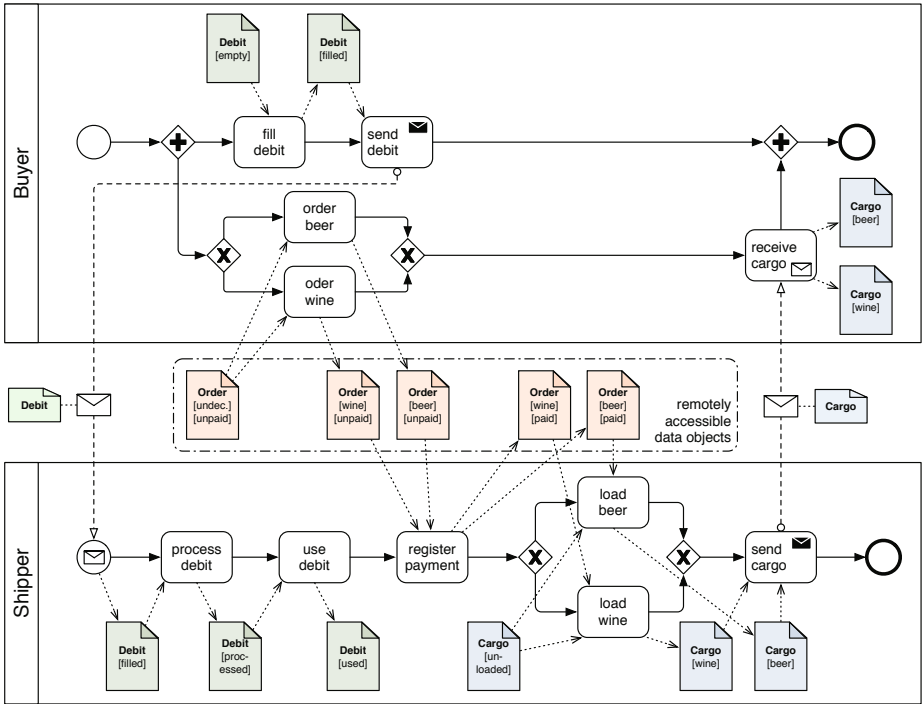 Buyer
Debit
[empty]
Debit
[filled]
fill
debit
send
debit
order
beer
oder
wine
receive
cargo
Cargo
[beer]
Cargo
[wine]
Debit
Order
[undec.]
[unpaid]
Order
[wine]
[unpaid]
Order
[beer]
[unpaid]
Order
[wine]
[paid]
Order
[beer]
[paid]
remotely
accessible
data objects
Cargo
Shipper
process
debit
use
debit
register
payment
load
beer
load
wine
send
cargo
Debit
[filled]
Debit
[proc-
essed]
Debit
[used]
Cargo
[un-
loaded]
Cargo
[wine]
Cargo
[beer]